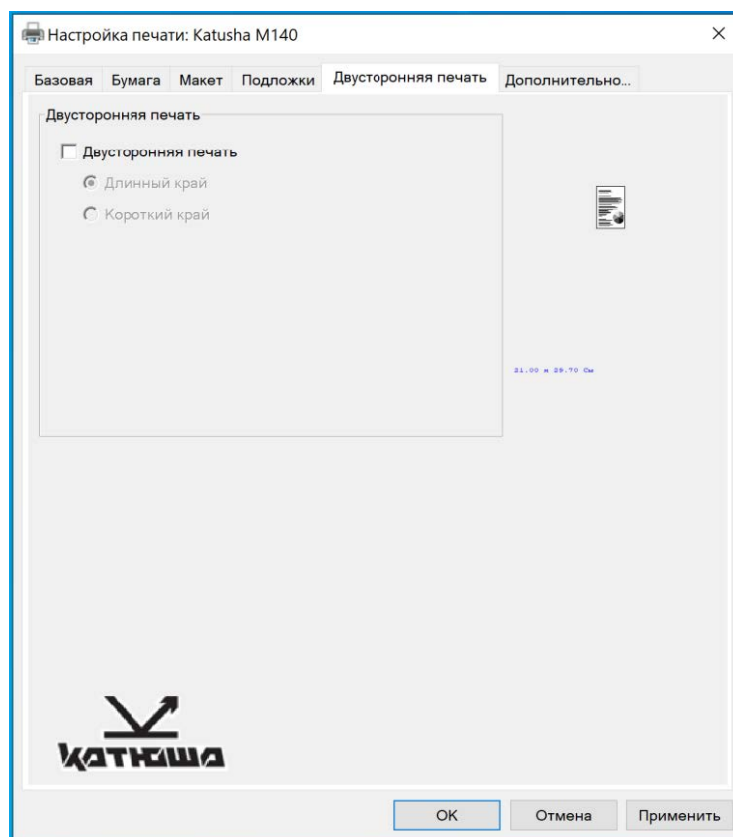 Настройка печати: Katusha M140
Базовая Бумага Макет Подложки Двусторонняя печать Дополнительно...
Двусторонняя печать
Двусторонняя печать
Длинный край
Короткий край
21.00 x 29.70 См
катюша
OK Отмена Применить